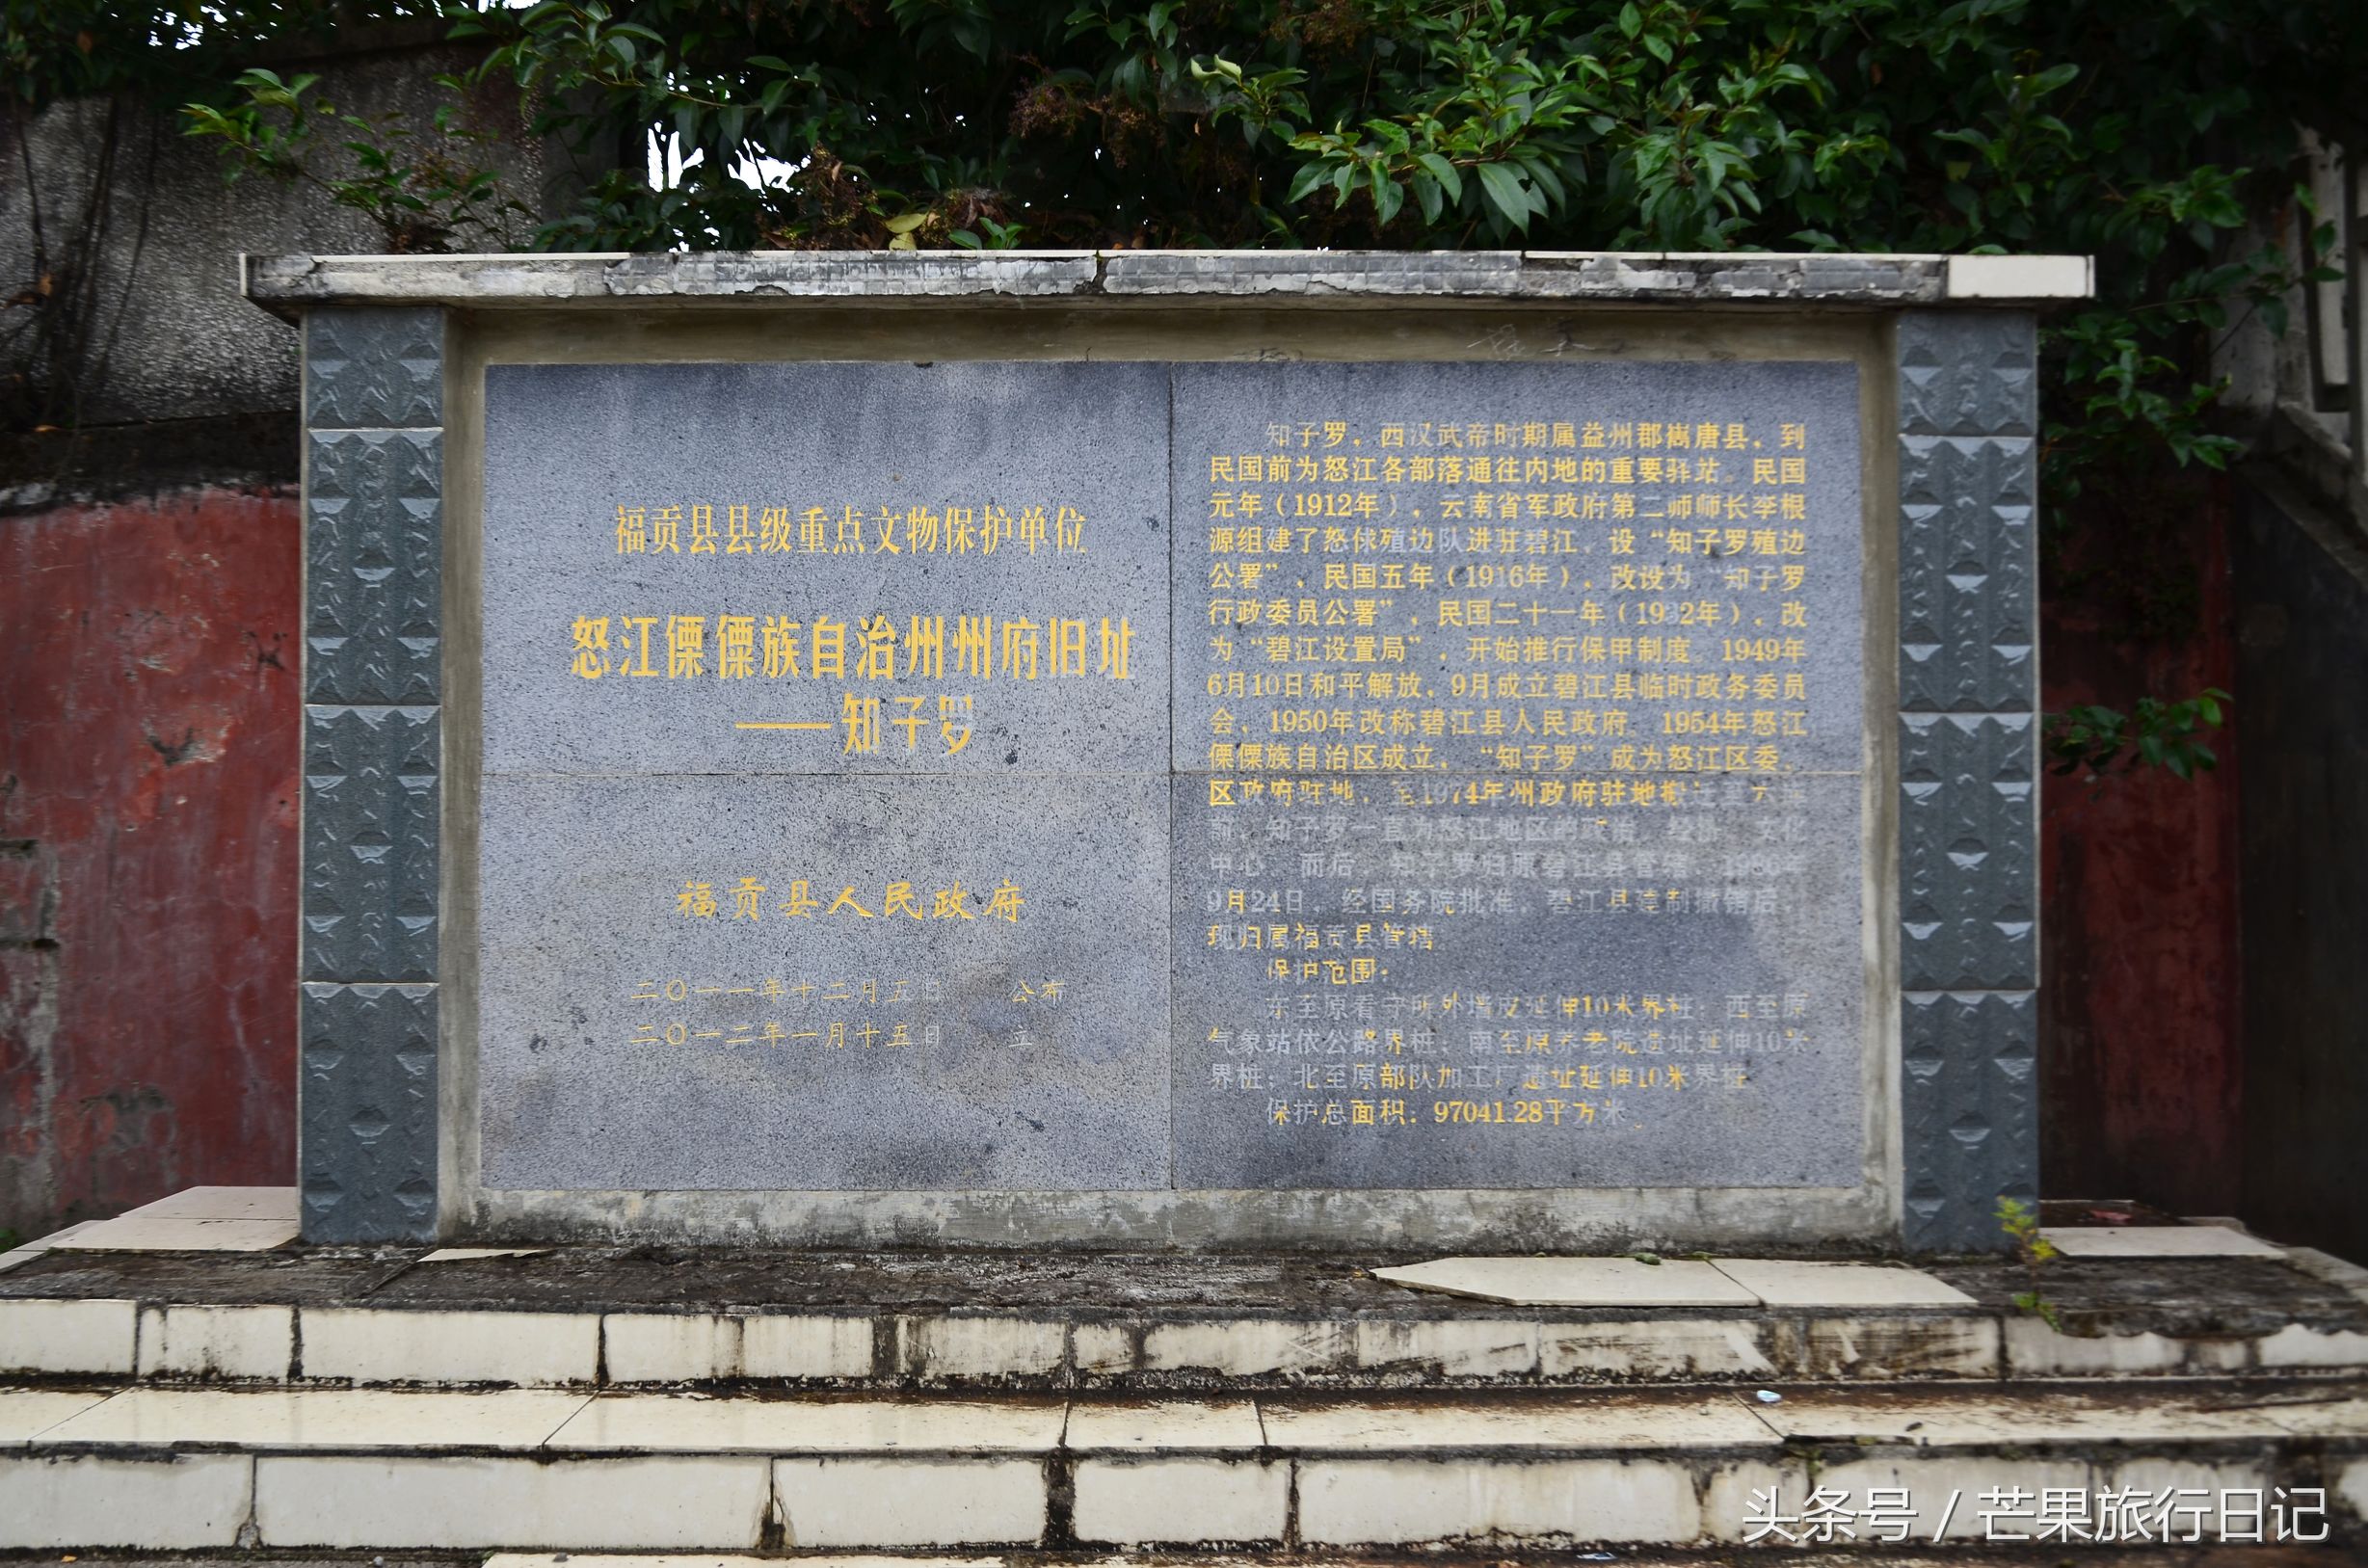 福贡县县级重点文物保护单位
怒江傈僳族自治州州府旧址
——知子罗
福贡县人民政府
二〇一一年十二月五日 公布
二〇一二年一月十五日 立
知子罗，西汉武帝时期属益州郡嶲唐县，到
民国前为怒江各部落通往内地的重要驿站。民国
元年（1912年），云南省军政府第二师师长李根
源组建了怒俅殖边队进驻碧江、设“知子罗殖边
公署”，民国五年（1916年），改设为“知子罗
行政委员公署”，民国二十一年（1932年），改
为“碧江设置局”，开始推行保甲制度。1949年
6月10日和平解放，9月成立碧江县临时政务委员
会，1950年改称碧江县人民政府。1954年怒江
傈僳族自治区成立，“知子罗”成为怒江区委、
区政府驻地，至1974年州政府驻地搬迁至六库
前，知子罗一直为怒江地区的政治、经济、文化
中心。而后，知子罗归原碧江县管辖。1986年
9月24日，经国务院批准，碧江县建制撤销后，
现归属福贡县管辖。
保护范围：
东至原看守所外墙皮延伸10米界桩；西至原
气象站依公路界桩；南至原养老院遗址延伸10米
界桩；北至原部队加工厂遗址延伸10米界桩
保护总面积：97041.28平方米
头条号 / 芒果旅行日记